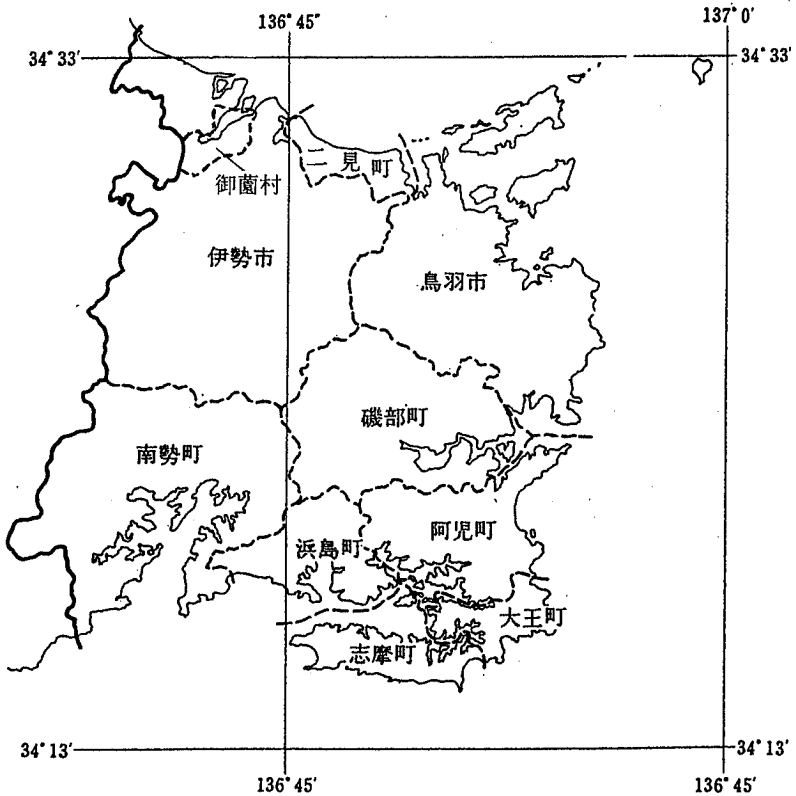 136°45″
137°0′
34°33′
34°33′
二見町
御薗村
伊勢市
鳥羽市
磯部町
南勢町
阿児町
浜島町
大王町
志摩町
34°13′
34°13′
136°45′
136°45′